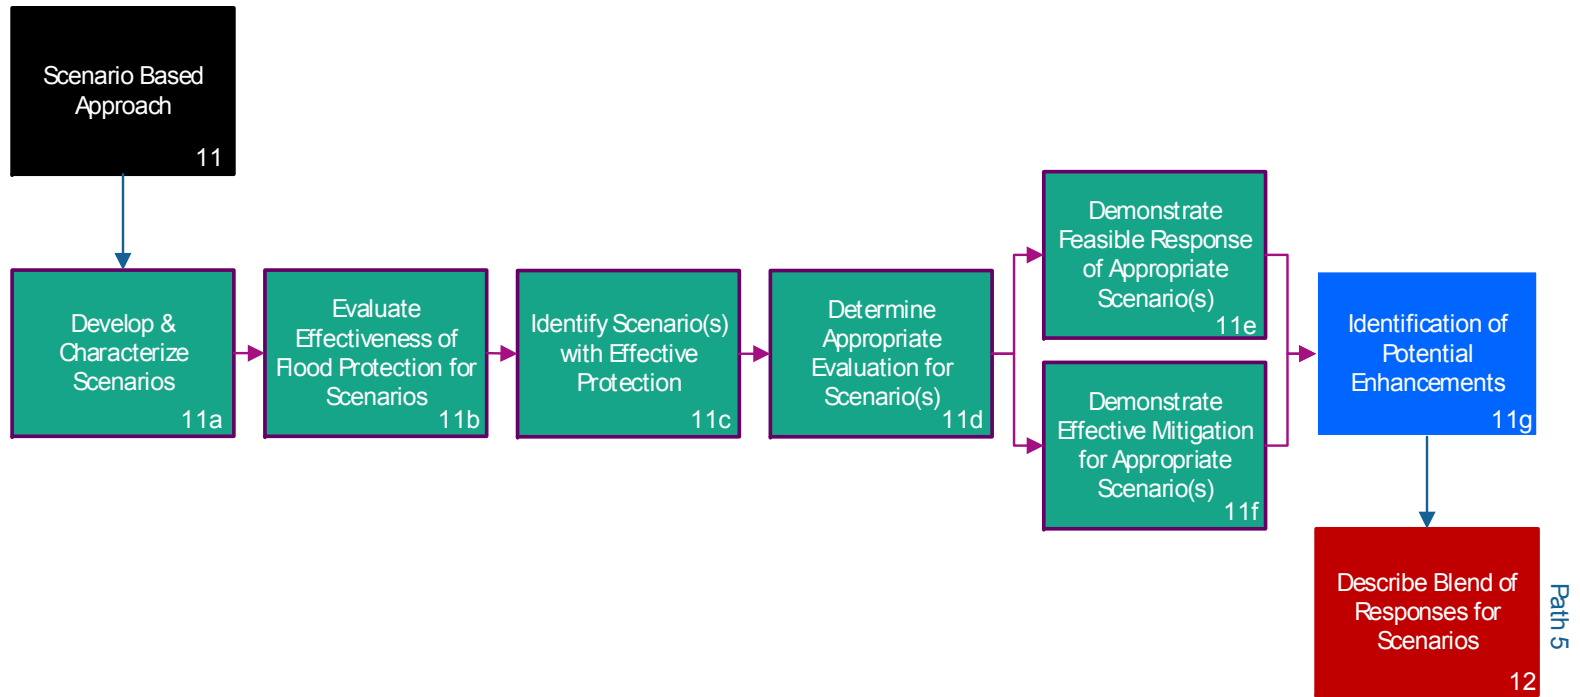 Scenario Based
Approach
11
Develop &
Characterize
Scenarios
11a
Evaluate
Effectiveness of
Flood Protection for
Scenarios
11b
Identify Scenario(s)
with Effective
Protection
11c
Determine
Appropriate
Evaluation for
Scenario(s)
11d
Demonstrate
Feasible Response
of Appropriate
Scenario(s)
11e
Demonstrate
Effective Mitigation
for Appropriate
Scenario(s)
11f
Identification of
Potential
Enhancements
11g
Describe Blend of
Responses for
Scenarios
12
Path 5